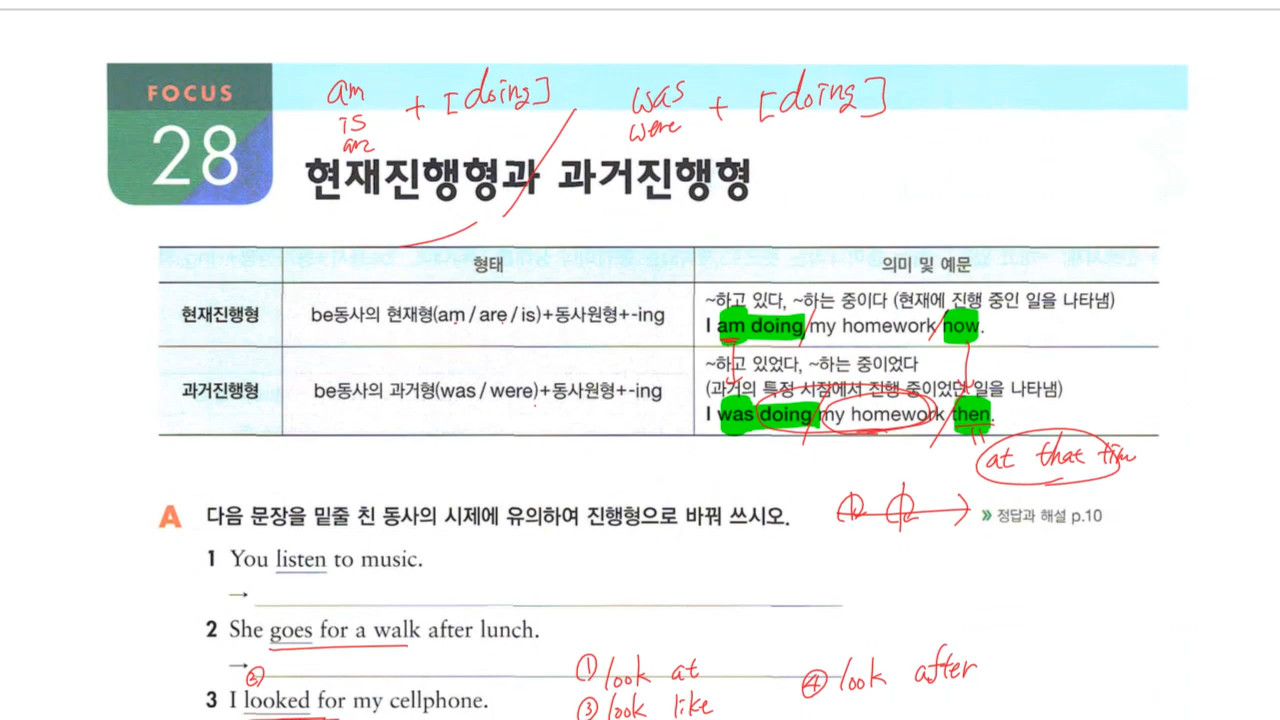 FOCUS
28
am
is
are
+ [doing]
was
were
+ [doing]
현재진행형과 과거진행형
형태
의미 및 예문
현재진행형
be동사의 현재형(am / are / is)+동사원형+-ing
~하고 있다, ~하는 중이다 (현재에 진행 중인 일을 나타냄)
I am doing my homework now.
과거진행형
be동사의 과거형(was / were)+동사원형+-ing
~하고 있었다, ~하는 중이었다
(과거의 특정 시점에서 진행 중이었던 일을 나타냄)
I was doing my homework then.
at that time
A 다음 문장을 밑줄 친 동사의 시제에 유의하여 진행형으로 바꿔 쓰시오.
» 정답과 해설 p.10
1 You listen to music.
→
2 She goes for a walk after lunch.
→
② 
① look at
④ look after
3 I looked for my cellphone.
③ look like